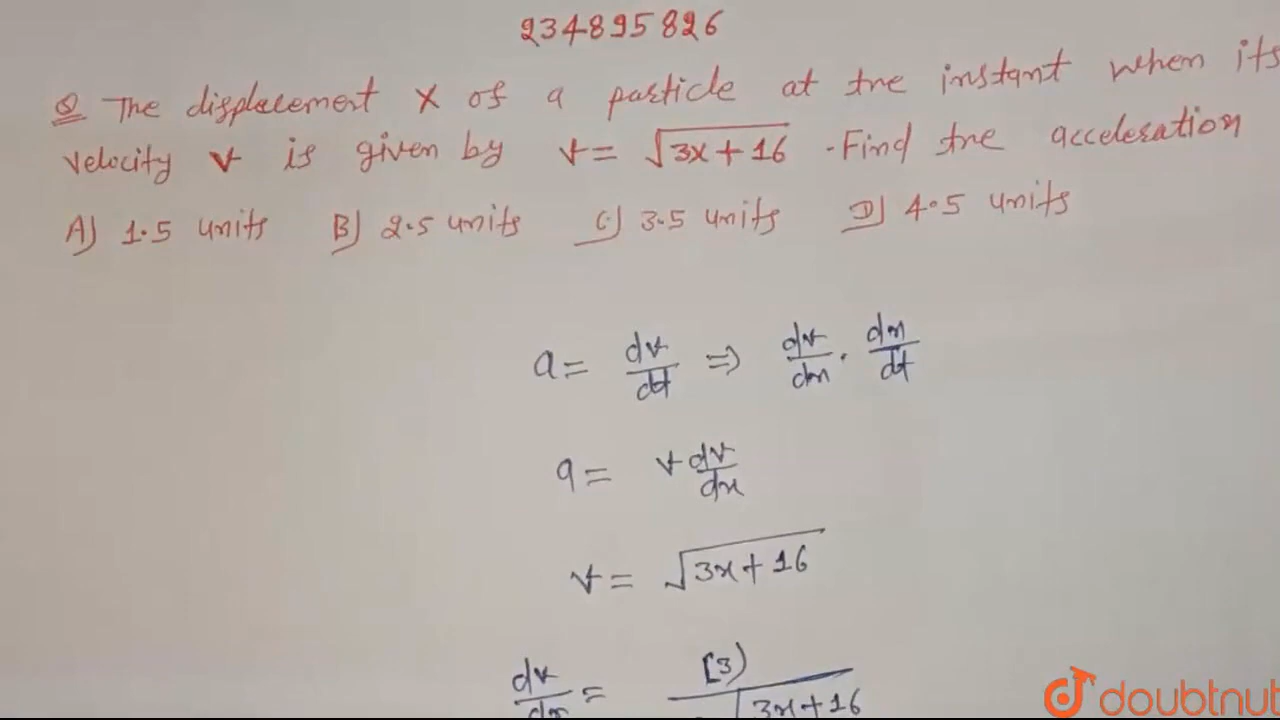 234895826
Q The displacement X of a particle at the instant when its
velocity v is given by v = √3x + 16 . Find the acceleration
A) 1.5 units B) 2.5 units C) 3.5 units D) 4.5 units
a = dv/dt ⇒ dv/dx . dx/dt
a = v dv/dx
v = √3x + 16
dv/dx = (3)/√3x + 16
doubtnut